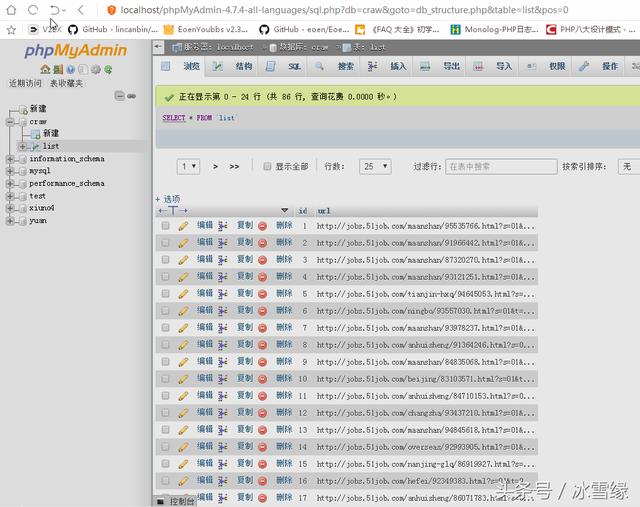 localhost/phpMyAdmin-4.7.4-all-languages/sql.php?db=craw&goto=db_structure.php&table=list&pos=0
V2EX
GitHub - lincanbin/
EoenYoubbs v2.3...
GitHub - eoen/Eoe...
《FAQ 大全》初学...
Monolog-PHP日志...
PHP八大设计模式 -
phpMyAdmin
近期访问 表收藏夹
新建
craw
新建
list
information_schema
mysql
performance_schema
test
xiuno4
yuan
服务器: localhost » 数据库: craw » 表: list
浏览 结构 SQL 搜索 插入 导出 导入 权限 操作
正在显示第 0 - 24 行 (共 86 行, 查询花费 0.0000 秒。)
SELECT * FROM `list`
1 > >> 显示全部 行数: 25 过滤行: 在表中搜索 按索引排序: 无
+ 选项
←T→ id url
编辑 复制 删除 1 http://jobs.51job.com/maanshan/95535766.html?s=01&...
编辑 复制 删除 2 http://jobs.51job.com/maanshan/91966442.html?s=01&...
编辑 复制 删除 3 http://jobs.51job.com/maanshan/87320270.html?s=01&...
编辑 复制 删除 4 http://jobs.51job.com/maanshan/93121251.html?s=01&...
编辑 复制 删除 5 http://jobs.51job.com/tianjin-hxq/94645053.html?s=...
编辑 复制 删除 6 http://jobs.51job.com/ningbo/93557030.html?s=01&t=...
编辑 复制 删除 7 http://jobs.51job.com/maanshan/93978237.html?s=01&...
编辑 复制 删除 8 http://jobs.51job.com/anhuisheng/91364246.html?s=0...
编辑 复制 删除 9 http://jobs.51job.com/maanshan/84835068.html?s=01&...
编辑 复制 删除 10 http://jobs.51job.com/beijing/83103571.html?s=01&t...
编辑 复制 删除 11 http://jobs.51job.com/anhuisheng/84710153.html?s=0...
编辑 复制 删除 12 http://jobs.51job.com/changsha/93437210.html?s=01&...
编辑 复制 删除 13 http://jobs.51job.com/maanshan/94845618.html?s=01&...
编辑 复制 删除 14 http://jobs.51job.com/overseas/92993905.html?s=01&...
编辑 复制 删除 15 http://jobs.51job.com/nanjing-glq/86919927.html?s=...
编辑 复制 删除 16 http://jobs.51job.com/hefei/92349383.html?s=
编辑 复制 删除 17 http://jobs.51job.com/anhuisheng/86071783.html?s=0...
控制台
头条号 / 冰雪缘